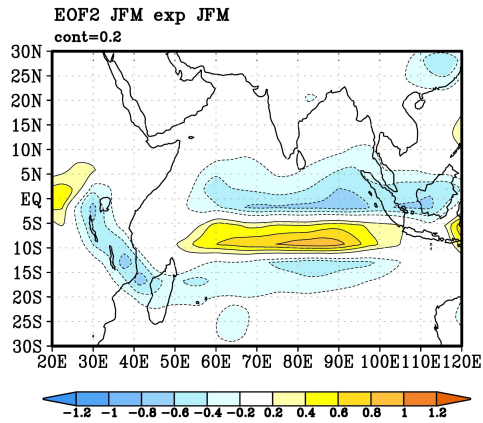 EOF2 JFM exp JFM
cont=0.2
30N
25N
20N
15N
10N
5N
EQ
5S
10S
15S
20S
25S
30S
20E 30E 40E 50E 60E 70E 80E 90E 100E 110E 120E
-1.2 -1 -0.8 -0.6 -0.4 -0.2 0.2 0.4 0.6 0.8 1 1.2